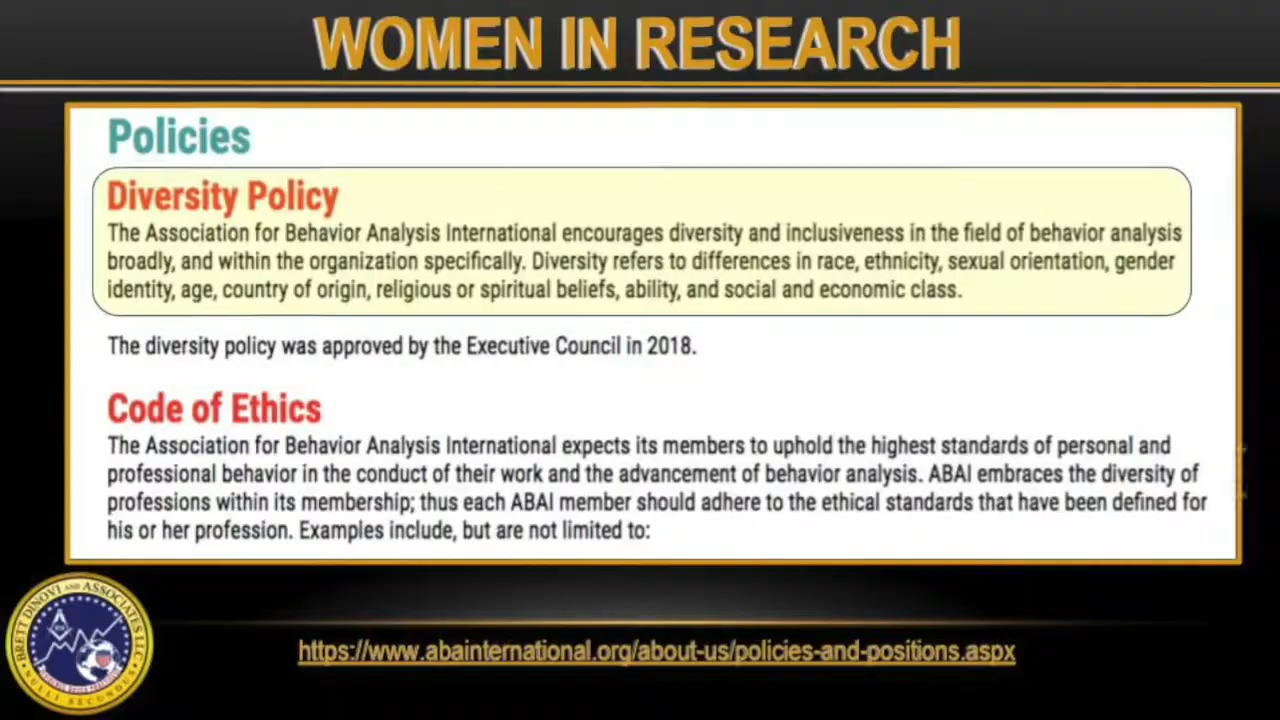 WOMEN IN RESEARCH
Policies
Diversity Policy
The Association for Behavior Analysis International encourages diversity and inclusiveness in the field of behavior analysis
broadly, and within the organization specifically. Diversity refers to differences in race, ethnicity, sexual orientation, gender
identity, age, country of origin, religious or spiritual beliefs, ability, and social and economic class.
The diversity policy was approved by the Executive Council in 2018.
Code of Ethics
The Association for Behavior Analysis International expects its members to uphold the highest standards of personal and
professional behavior in the conduct of their work and the advancement of behavior analysis. ABAI embraces the diversity of
professions within its membership; thus each ABAI member should adhere to the ethical standards that have been defined for
his or her profession. Examples include, but are not limited to:
BRETT DINOVI AND ASSOCIATES LLC
NULLI SECUNDUS
https://www.abainternational.org/about-us/policies-and-positions.aspx